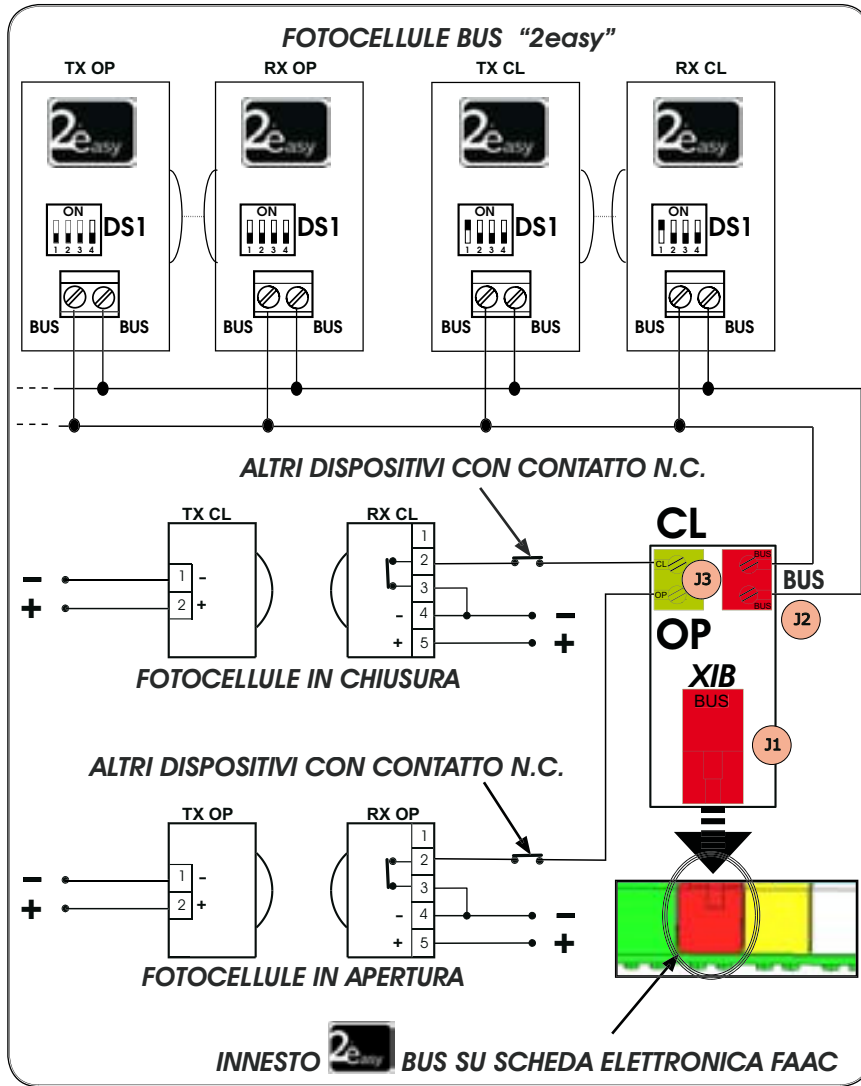 FOTOCELLULE BUS "2easy"
TX OP RX OP TX CL RX CL
2easy 2easy 2easy 2easy
ON ON ON ON
DS1 DS1 DS1 DS1
1 2 3 4 1 2 3 4 1 2 3 4 1 2 3 4
BUS BUS BUS BUS BUS BUS BUS BUS
ALTRI DISPOSITIVI CON CONTATTO N.C.
TX CL RX CL
CL
1
2
3
4
5
1 -
2 +
-
+
-
+
-
+
CL
OP
J3
BUS
BUS
BUS
J2
OP
FOTOCELLULE IN CHIUSURA
XIB
BUS
J1
ALTRI DISPOSITIVI CON CONTATTO N.C.
TX OP RX OP
1
2
3
4
5
1 -
2 +
-
+
-
+
-
+
FOTOCELLULE IN APERTURA
INNESTO 2easy BUS SU SCHEDA ELETTRONICA FAAC